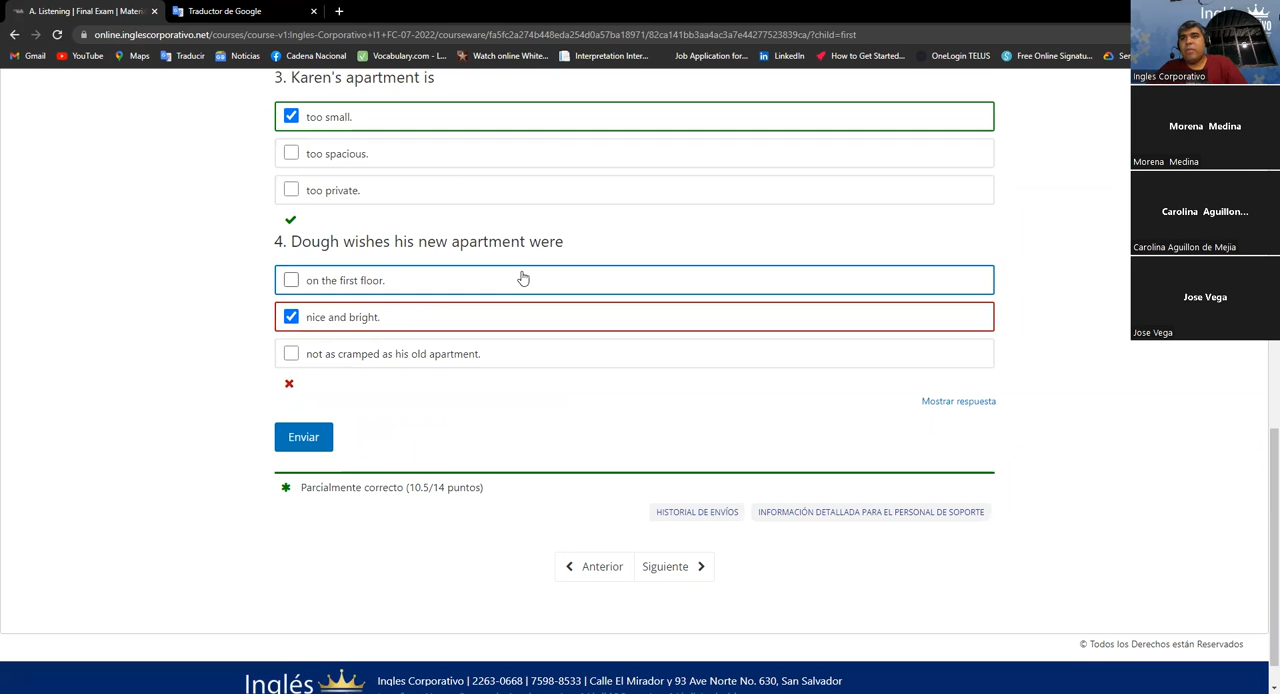 A. Listening | Final Exam | Materi
Traductor de Google
online.inglescorporativo.net/courses/course-v1:Ingles-Corporativo+I1+FC-07-2022/courseware/fa5fc2a274b448eda254d0a57ba18971/82ca141bb3aa4ac3a7e44277523839ca/?child=first
Gmail
YouTube
Maps
Traducir
Noticias
Cadena Nacional
Vocabulary.com - L...
Watch online White...
Interpretation Inter...
Job Application for...
LinkedIn
How to Get Started...
OneLogin TELUS
Free Online Signatu...
Ser
Ingles Corporativo
Morena Medina
Morena Medina
Carolina Aguillon...
Carolina Aguillon de Mejia
Jose Vega
Jose Vega
3. Karen's apartment is
too small.
too spacious.
too private.
4. Dough wishes his new apartment were
on the first floor.
nice and bright.
not as cramped as his old apartment.
Mostrar respuesta
Enviar
Parcialmente correcto (10.5/14 puntos)
HISTORIAL DE ENVÍOS
INFORMACIÓN DETALLADA PARA EL PERSONAL DE SOPORTE
Anterior
Siguiente
© Todos los Derechos están Reservados
Inglés
Ingles Corporativo | 2263-0668 | 7598-8533 | Calle El Mirador y 93 Ave Norte No. 630, San Salvador